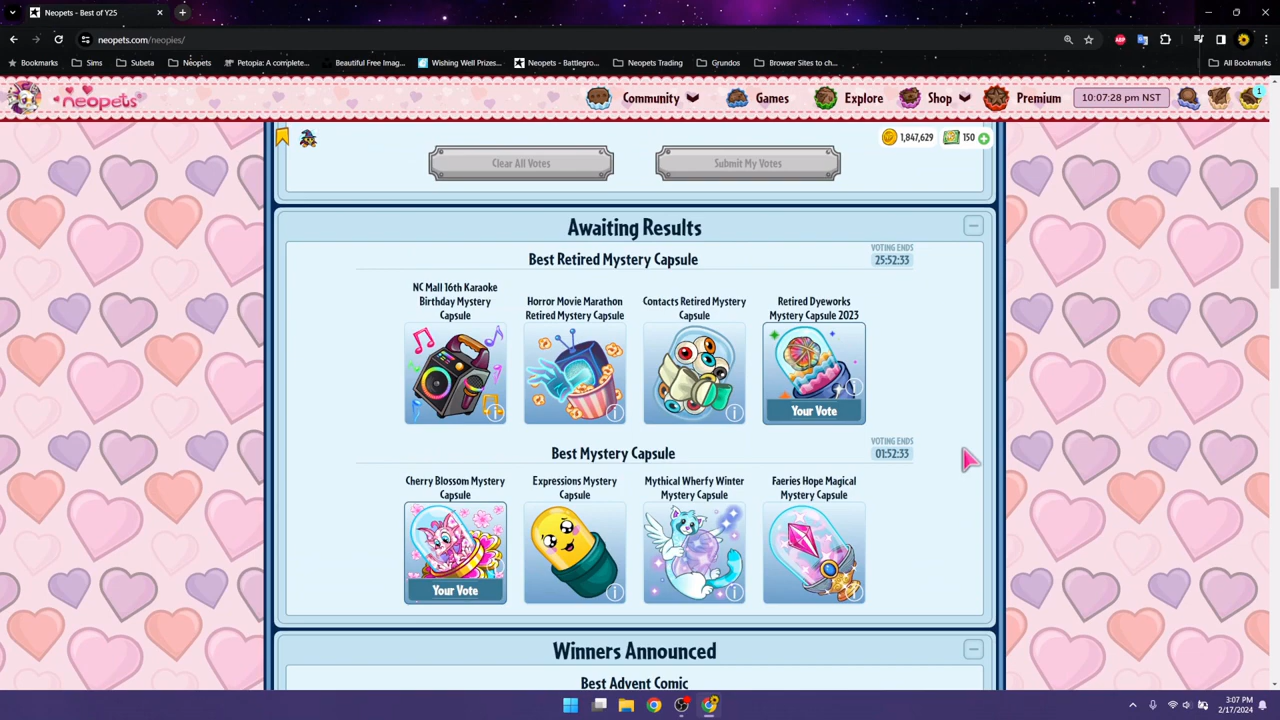 Neopets - Best of Y25
neopets.com/neopies/
Bookmarks Sims Subeta Neopets Petopia: A complete... Beautiful Free Imag... Wishing Well Prizes... Neopets - Battlegro... Neopets Trading Grundos Browser Sites to ch... All Bookmarks
neopets Community Games Explore Shop Premium 10:07:28 pm NST 1
1,847,629 150
Clear All Votes Submit My Votes
Awaiting Results
VOTING ENDS
Best Retired Mystery Capsule 25:52:33
NC Mall 16th Karaoke
Birthday Mystery
Capsule
Horror Movie Marathon
Retired Mystery Capsule
Contacts Retired Mystery
Capsule
Retired Dyeworks
Mystery Capsule 2023
Your Vote
VOTING ENDS
Best Mystery Capsule 01:52:33
Cherry Blossom Mystery
Capsule
Expressions Mystery
Capsule
Mythical Wherfy Winter
Mystery Capsule
Faeries Hope Magical
Mystery Capsule
Your Vote
Winners Announced
Best Advent Comic
3:07 PM
2/17/2024